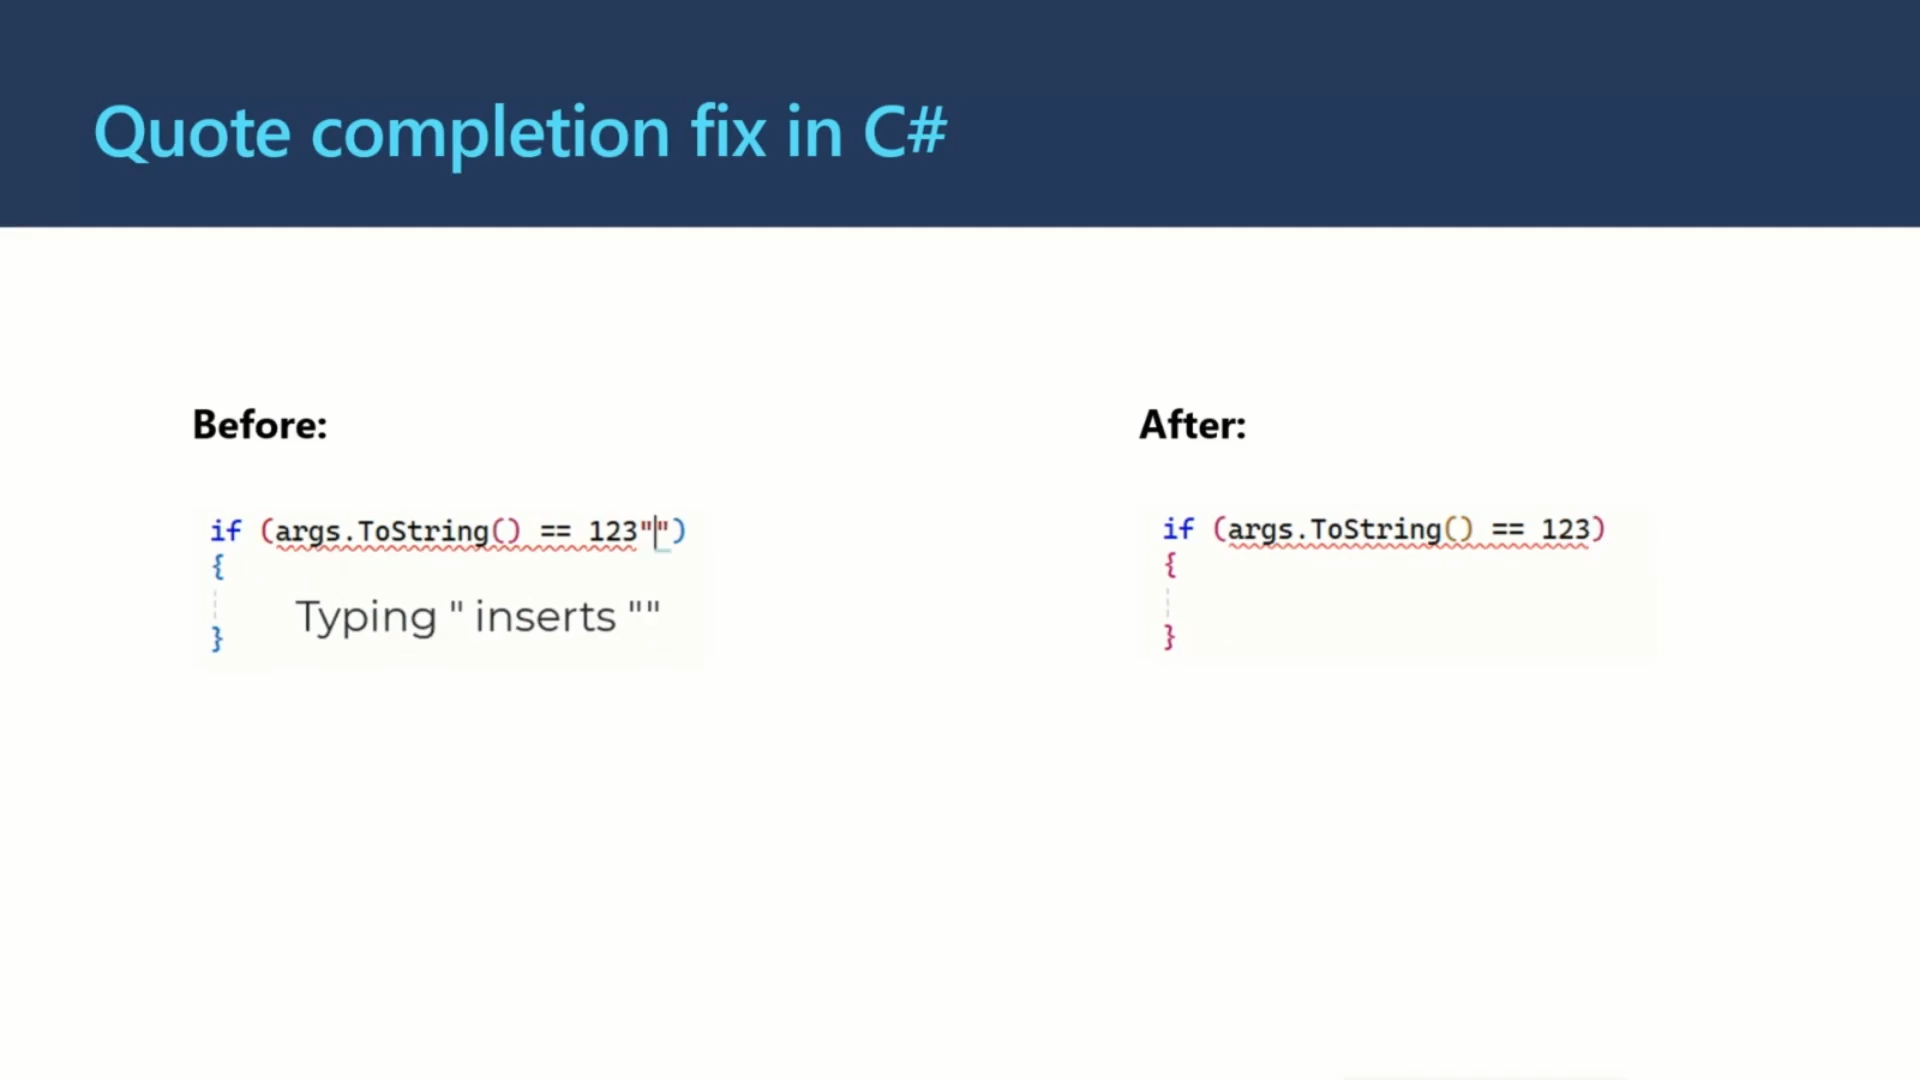 Quote completion fix in C#
Before:
if (args.ToString() == 123"")
{
Typing " inserts ""
}
After:
if (args.ToString() == 123)
{
}